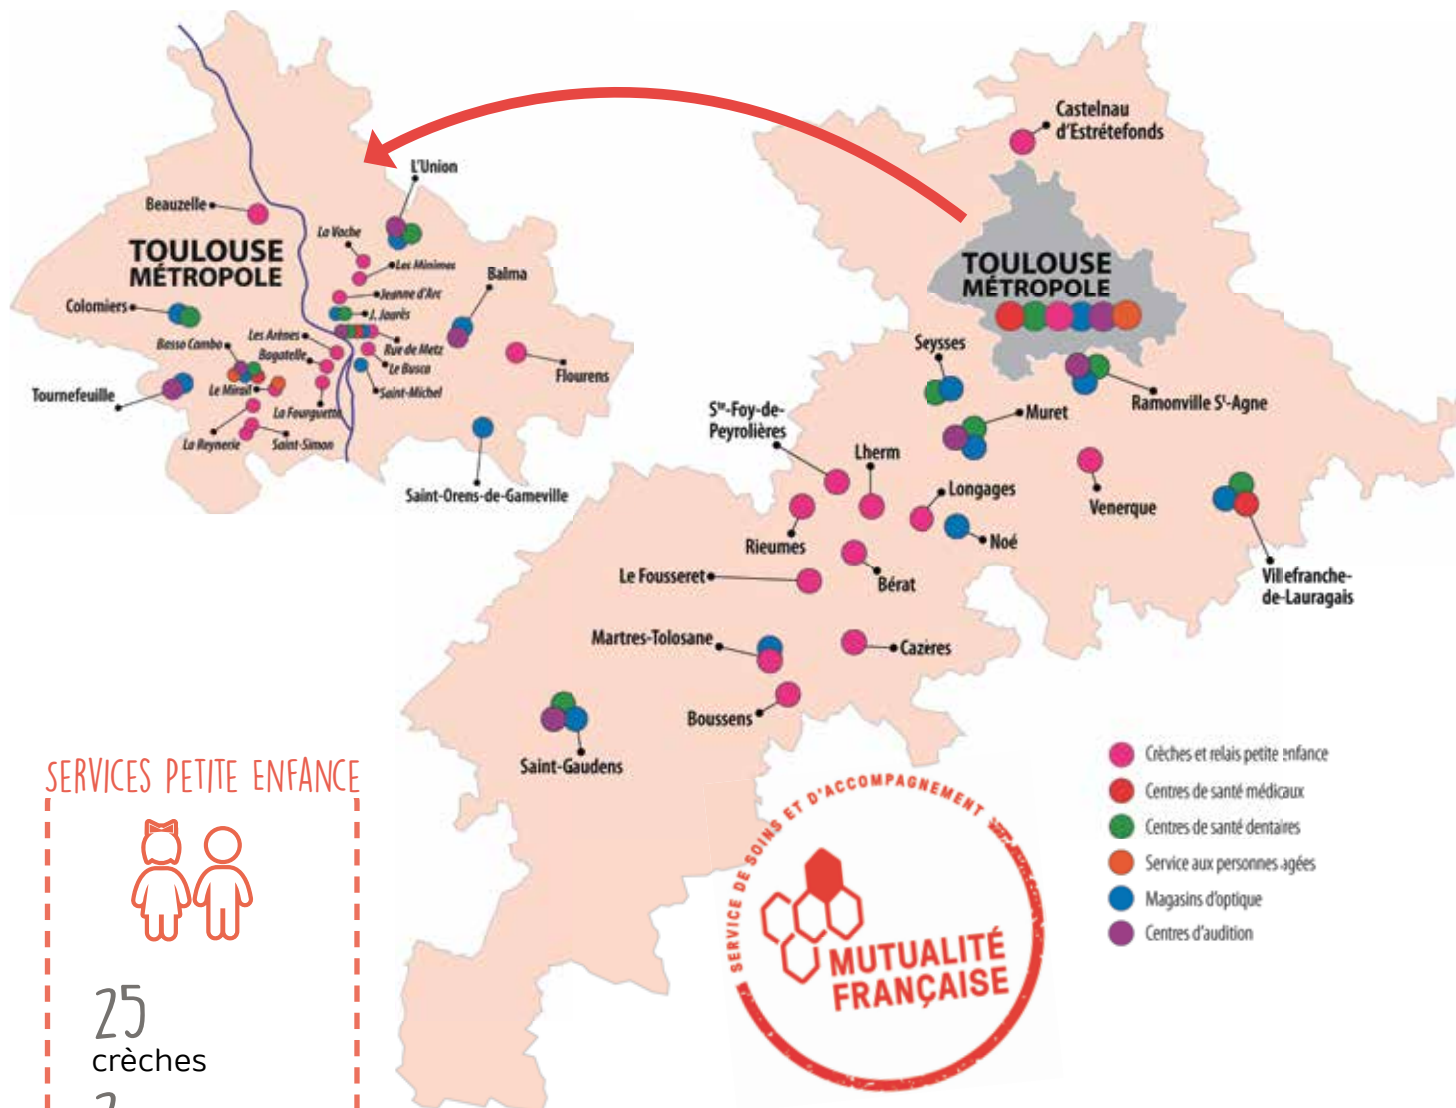 Castelnau
d'Estrétefonds
L'Union
Beauzelle
La Vache
TOULOUSE
MÉTROPOLE
Les Minimes
Balma
Jeanne d'Arc
Colomiers
J. Jaurès
Les Arènes
Basso Cambo
Rue de Metz
Bagatelle
Le Busca
Flourens
Tournefeuille
Le Mirail
Saint-Michel
La Fourguette
La Reynerie
Saint-Simon
Saint-Orens-de-Gameville
TOULOUSE
MÉTROPOLE
Seysses
Ramonville St-Agne
Muret
Ste-Foy-de-
Peyrolières
Lherm
Longages
Venerque
Rieumes
Noé
Le Fousseret
Bérat
Villefranche-
de-Lauragais
Martres-Tolosane
Cazères
Boussens
Saint-Gaudens
Crèches et relais petite enfance
Centres de santé médicaux
Centres de santé dentaires
Service aux personnes agées
Magasins d'optique
Centres d'audition
SERVICES PETITE ENFANCE
25
crèches
SERVICE DE SOINS ET D'ACCOMPAGNEMENT
MUTUALITÉ
FRANÇAISE